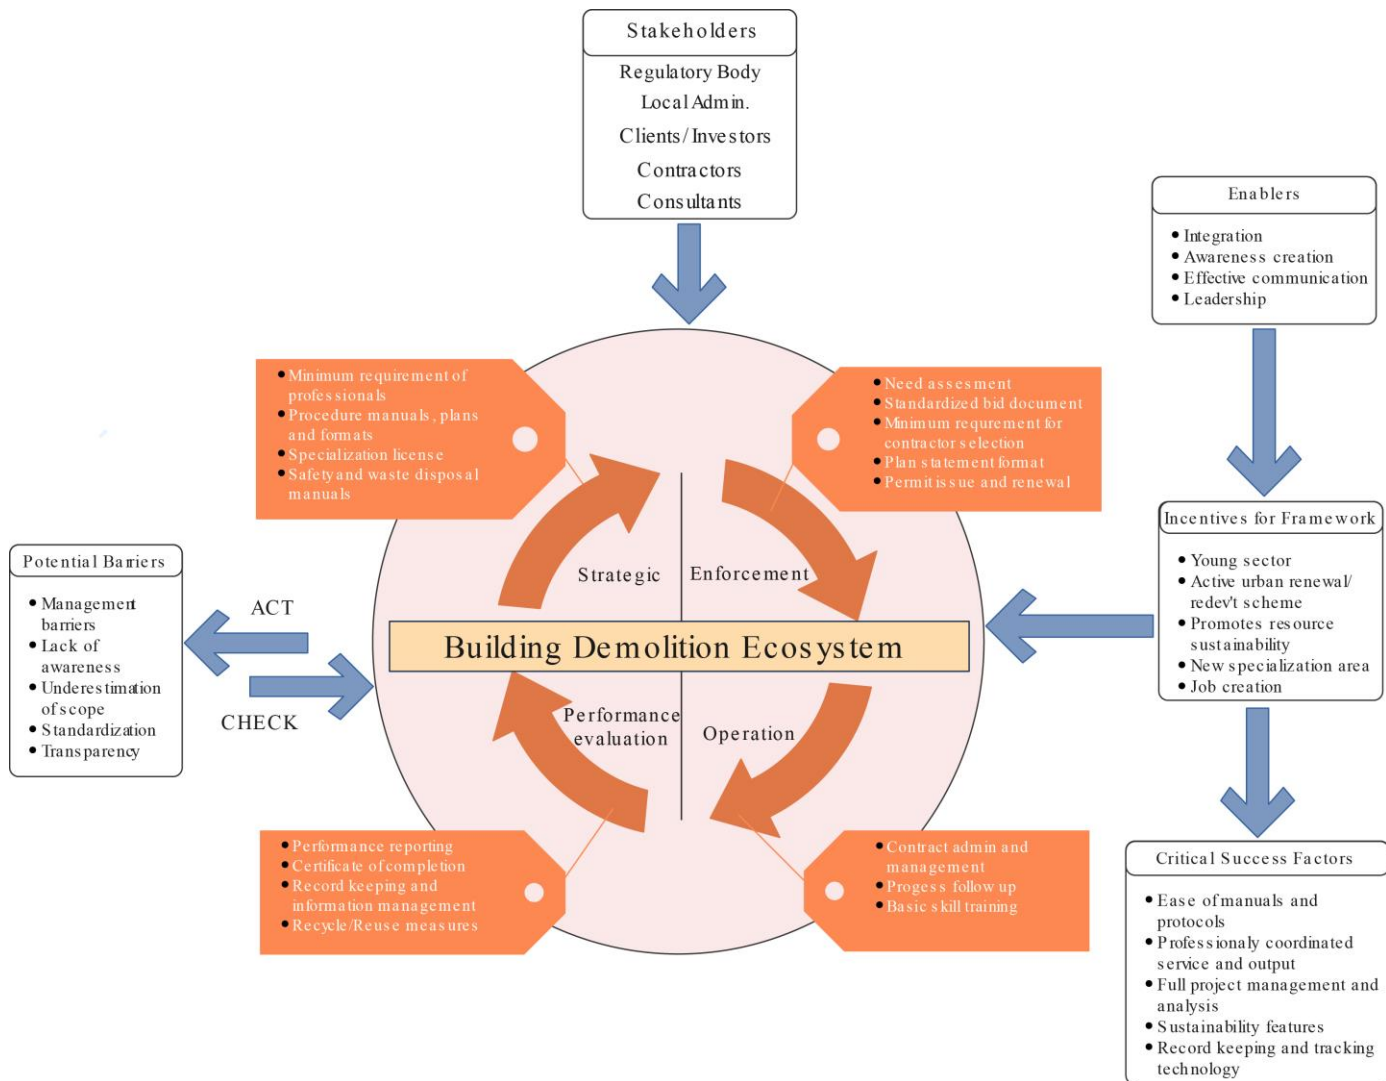 Stakeholders
Regulatory Body
Local Admin.
Clients/Investors
Contractors
Consultants
Enablers
• Integration
• Awareness creation
• Effective communication
• Leadership
• Minimum requirement of
professionals
• Procedure manuals, plans
and formats
• Specialization license
• Safety and waste disposal
manuals
• Need assesment
• Standardized bid document
• Minimum requrement for
contractor selection
• Plan statement format
• Permit issue and renewal
Incentives for Framework
• Young sector
• Active urban renewal/
redev't scheme
• Promotes resource
sustainability
• New specialization area
• Job creation
Potential Barriers
• Management
barriers
• Lack of
awareness
• Underestimation
of scope
• Standardization
• Transparency
ACT
CHECK
Strategic
Enforcement
Building Demolition Ecosystem
Performance
evaluation
Operation
• Performance reporting
• Certificate of completion
• Record keeping and
information management
• Recycle/Reuse measures
• Contract admin and
management
• Progess follow up
• Basic skill training
Critical Success Factors
• Ease of manuals and
protocols
• Professionaly coordinated
service and output
• Full project management and
analysis
• Sustainability features
• Record keeping and tracking
technology